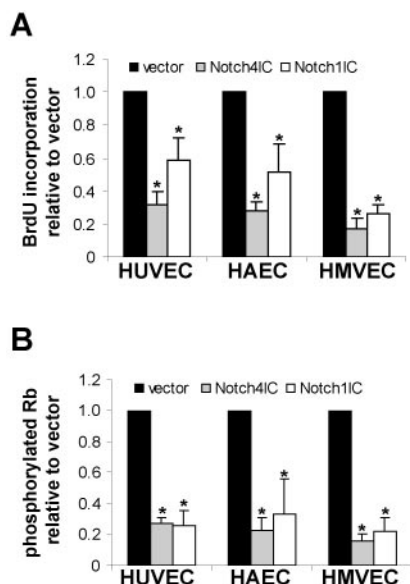 A
BrdU incorporation
relative to vector
1.2
1.0
0.8
0.6
0.4
0.2
0
vector Notch4IC Notch1IC
* * * * * *
HUVEC HAEC HMVEC
B
phosphorylated Rb
relative to vector
1.2
1.0
0.8
0.6
0.4
0.2
0
vector Notch4IC Notch1IC
* * * * * *
HUVEC HAEC HMVEC